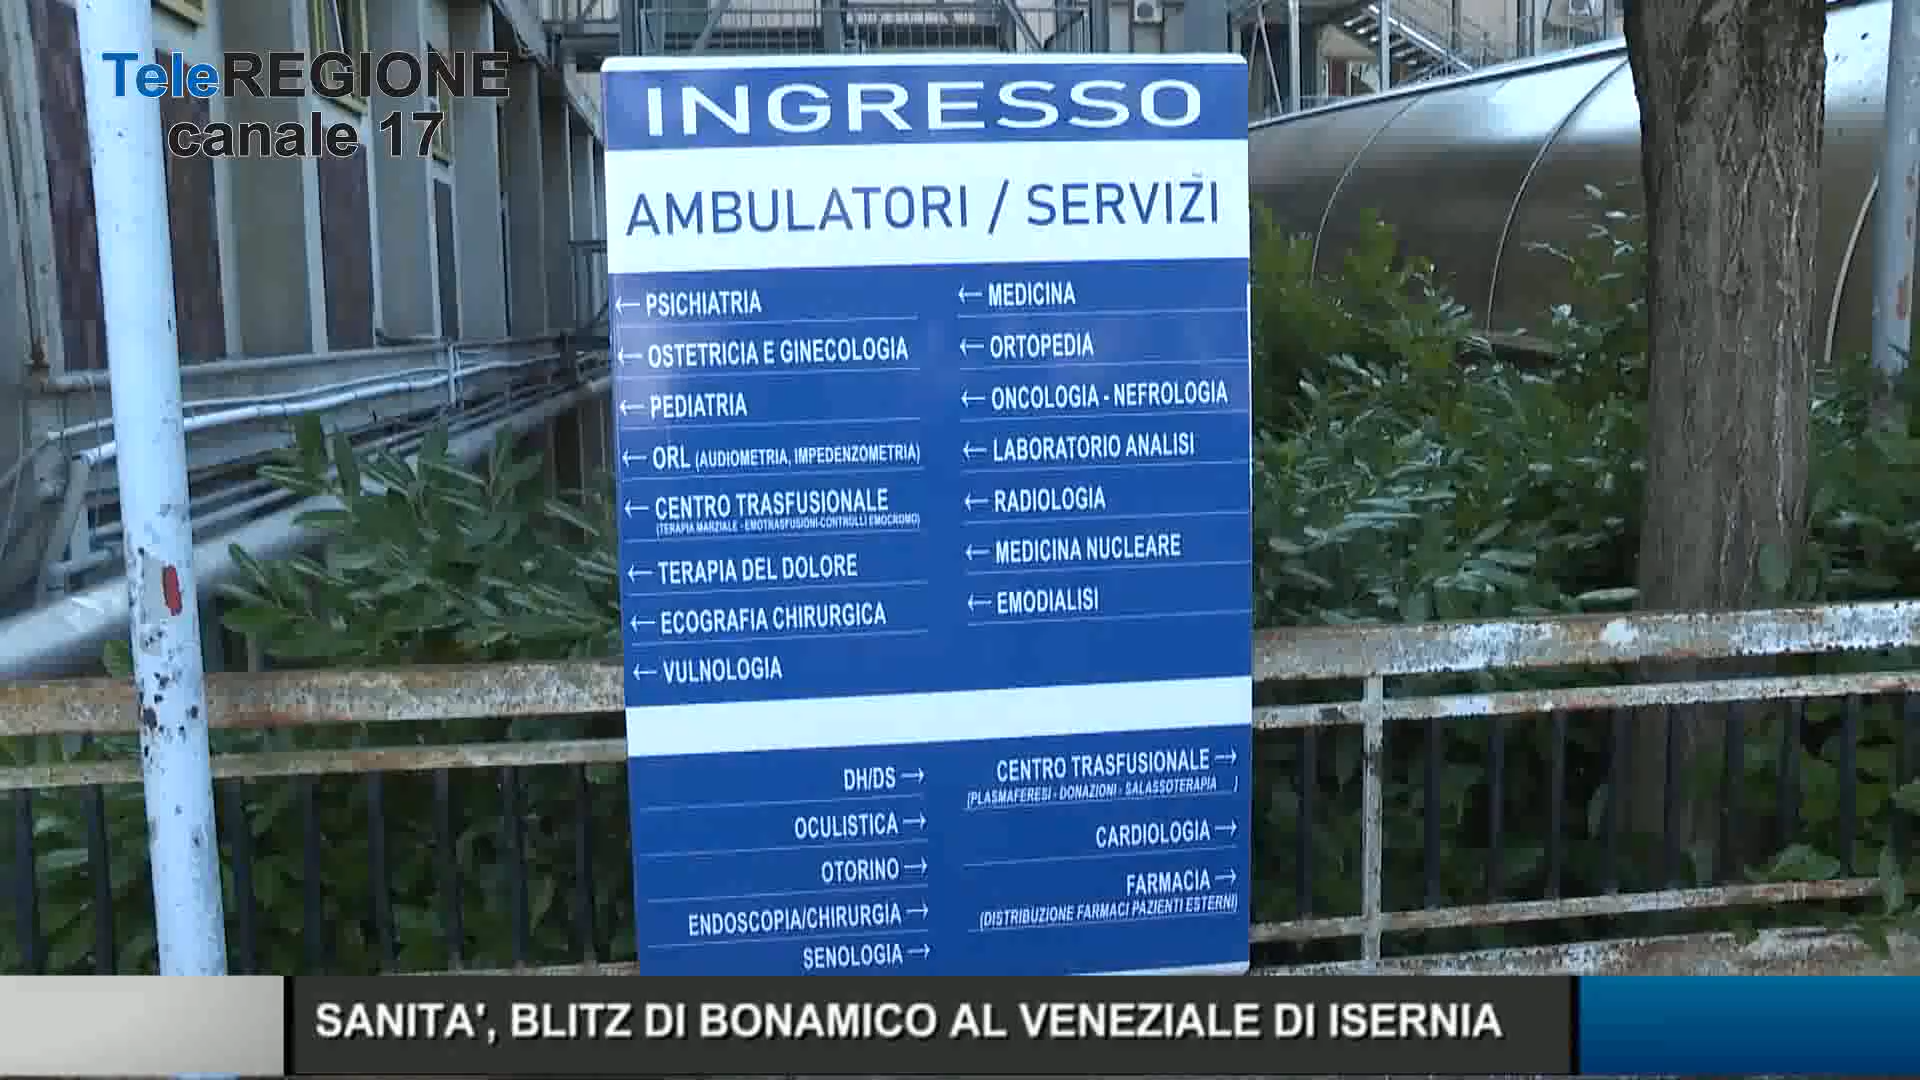 TeleREGIONE
canale 17
INGRESSO
AMBULATORI / SERVIZI
← PSICHIATRIA
← OSTETRICIA E GINECOLOGIA
← PEDIATRIA
← ORL (AUDIOMETRIA, IMPEDENZOMETRIA)
← CENTRO TRASFUSIONALE
(TERAPIA MARZIALE - EMOTRASFUSIONI-CONTROLLI EMOCROMO)
← TERAPIA DEL DOLORE
← ECOGRAFIA CHIRURGICA
← VULNOLOGIA
← MEDICINA
← ORTOPEDIA
← ONCOLOGIA - NEFROLOGIA
← LABORATORIO ANALISI
← RADIOLOGIA
← MEDICINA NUCLEARE
← EMODIALISI
DH/DS →
OCULISTICA →
OTORINO →
ENDOSCOPIA/CHIRURGIA →
SENOLOGIA →
CENTRO TRASFUSIONALE →
(PLASMAFERESI - DONAZIONI - SALASSOTERAPIA )
CARDIOLOGIA →
FARMACIA →
(DISTRIBUZIONE FARMACI PAZIENTI ESTERNI)
SANITA', BLITZ DI BONAMICO AL VENEZIALE DI ISERNIA